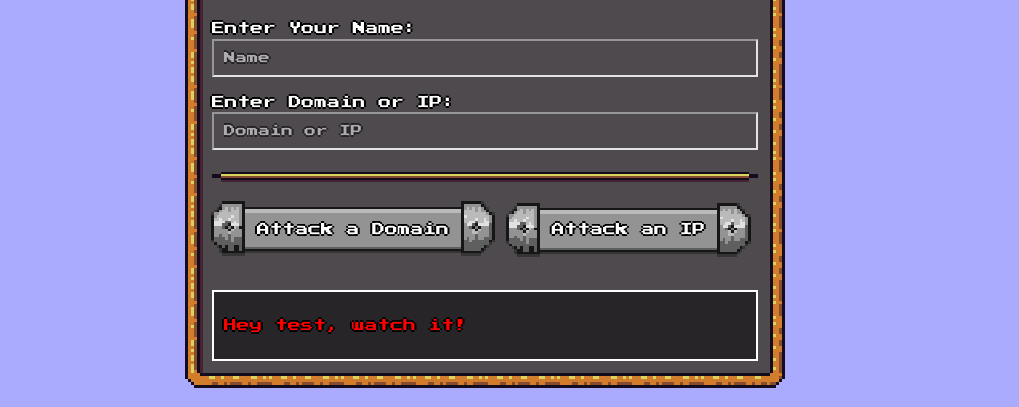 Enter Your Name:
Name
Enter Domain or IP:
Domain or IP
Attack a Domain
Attack an IP
Hey test, watch it!